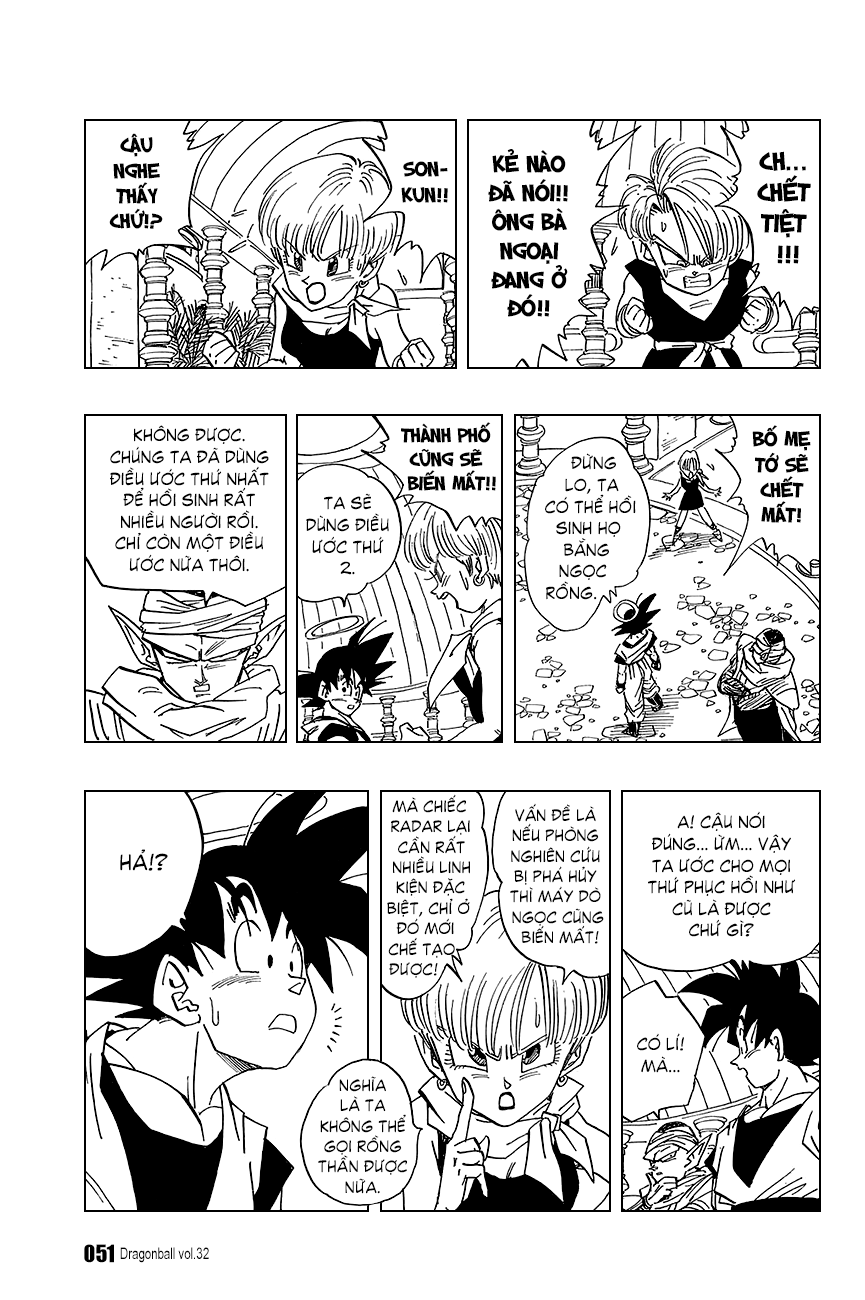 CH...
CHẾT
TIỆT
!!!
KẺ NÀO
ĐÃ NÓI!!
ÔNG BÀ
NGOẠI
ĐANG Ở
ĐÓ!!
SON-
KUN!!
CẬU
NGHE
THẤY
CHỨ!?
BỐ MẸ
TỚ SẼ
CHẾT
MẤT!
ĐỪNG
LO, TA
CÓ THỂ HỒI
SINH HỌ
BẰNG
NGỌC
RỒNG.
THÀNH PHỐ
CŨNG SẼ
BIẾN MẤT!!
TA SẼ
DÙNG ĐIỀU
ƯỚC THỨ
2.
KHÔNG ĐƯỢC.
CHÚNG TA ĐÃ DÙNG
ĐIỀU ƯỚC THỨ NHẤT
ĐỂ HỒI SINH RẤT
NHIỀU NGƯỜI RỒI.
CHỈ CÒN MỘT ĐIỀU
ƯỚC NỮA THÔI.
A! CẬU NÓI
ĐÚNG... ỪM... VẬY
TA ƯỚC CHO MỌI
THỨ PHỤC HỒI NHƯ
CŨ LÀ ĐƯỢC
CHỨ GÌ?
CÓ LÍ!
MÀ...
VẤN ĐỀ LÀ
NẾU PHÒNG
NGHIÊN CỨU
BỊ PHÁ HỦY
THÌ MÁY DÒ
NGỌC CŨNG
BIẾN MẤT!
MÀ CHIẾC
RADAR LẠI
CẦN RẤT
NHIỀU LINH
KIỆN ĐẶC
BIỆT, CHỈ Ở
ĐÓ MỚI
CHẾ TẠO
ĐƯỢC!
NGHĨA
LÀ TA
KHÔNG THỂ
GỌI RỒNG
THẦN ĐƯỢC
NỮA.
HẢ!?
051 Dragonball vol.32